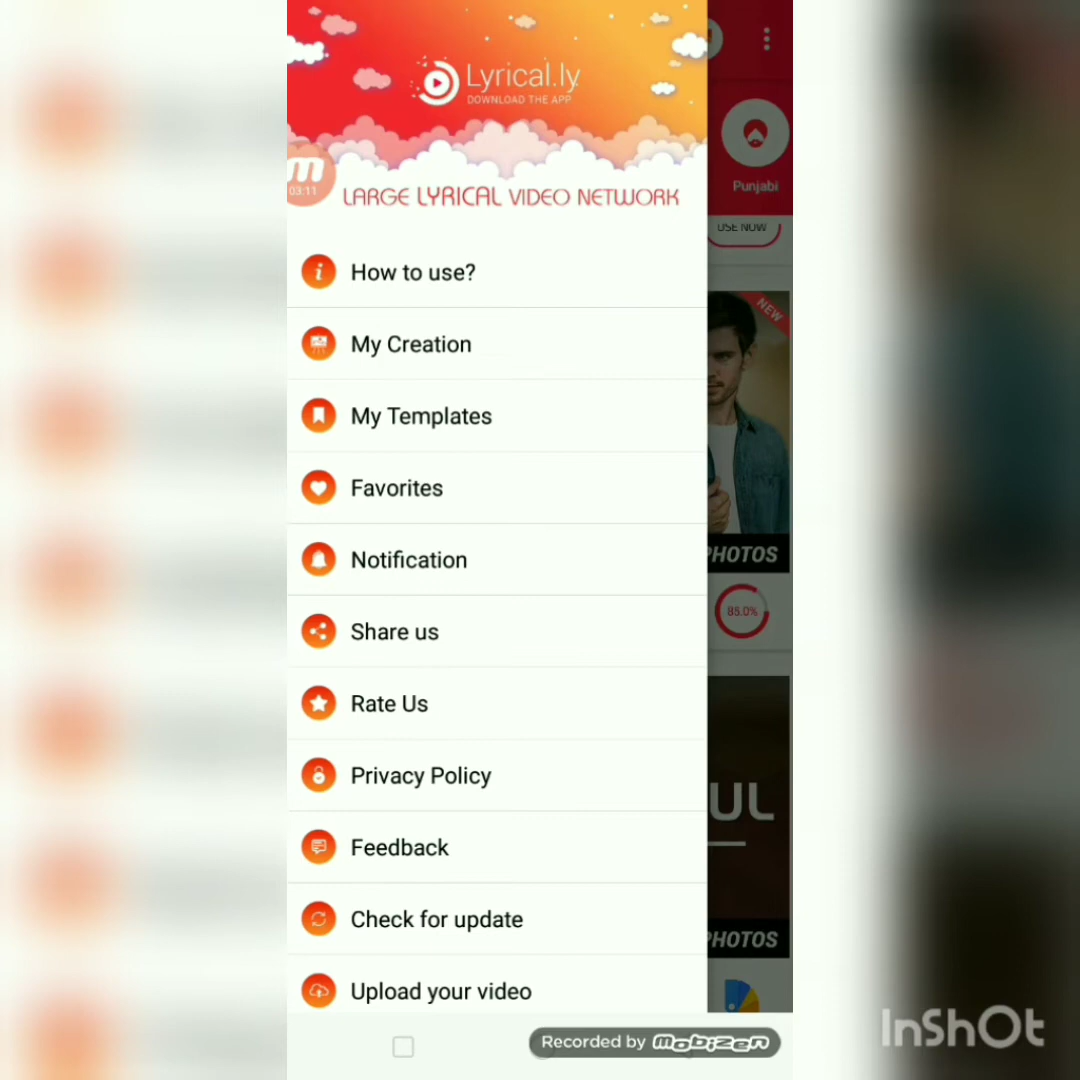 Lyrical.ly
DOWNLOAD THE APP
03:11
LARGE LYRICAL VIDEO NETWORK
Punjabi
USE NOW
How to use?
NEW
My Creation
My Templates
Favorites
PHOTOS
Notification
85.0%
Share us
Rate Us
Privacy Policy
UL
Feedback
Check for update
PHOTOS
Upload your video
Recorded by mobizen
InShOt